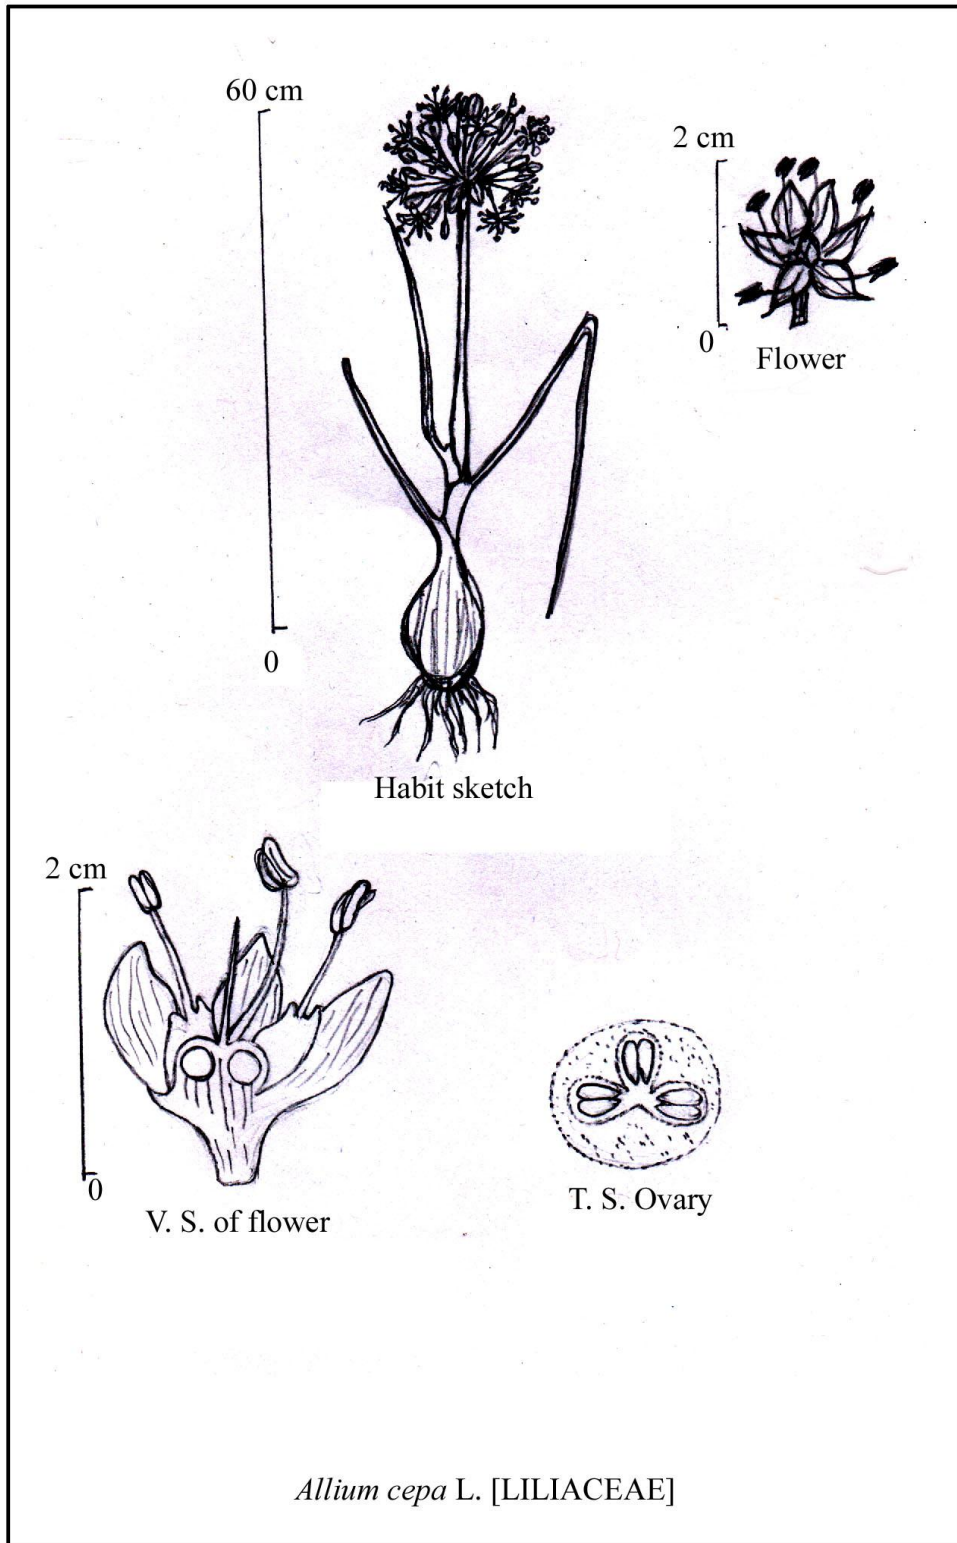 60 cm
0
Habit sketch
2 cm
0
Flower
2 cm
0
V. S. of flower
T. S. Ovary
Allium cepa L. [LILIACEAE]